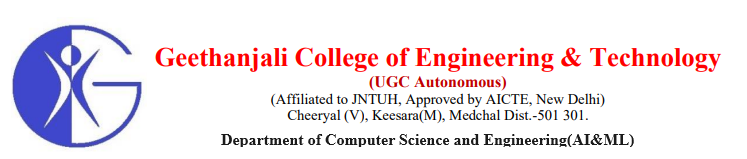 Geethanjali College of Engineering & Technology
(UGC Autonomous)
(Affiliated to JNTUH, Approved by AICTE, New Delhi)
Cheeryal (V), Keesara(M), Medchal Dist.-501 301.
Department of Computer Science and Engineering(AI&ML)